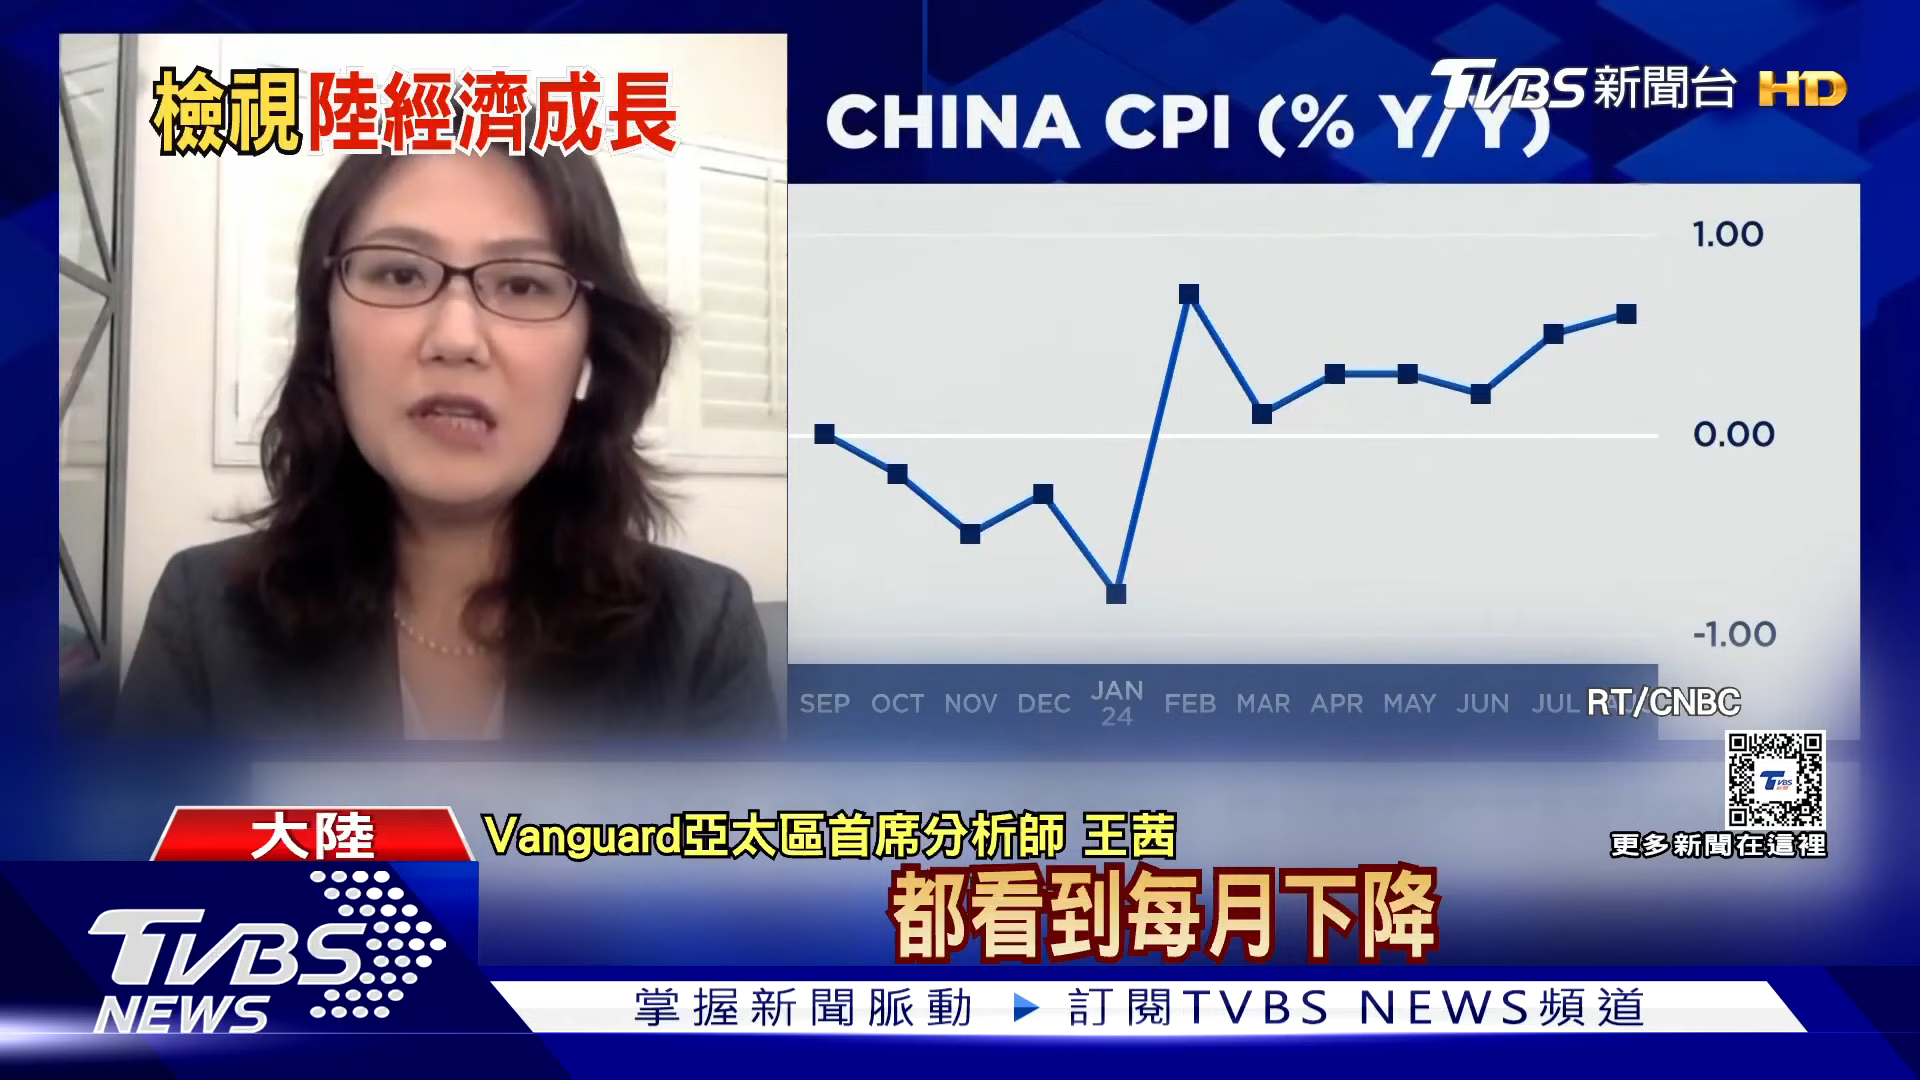 檢視陸經濟成長
TVBS新聞台 HD
CHINA CPI (% Y/Y)
1.00
0.00
-1.00
SEP OCT NOV DEC JAN 24 FEB MAR APR MAY JUN JUL
RT/CNBC
TVBS
更多新聞在這裡
大陸
Vanguard亞太區首席分析師 王茜
都看到每月下降
TVBS
NEWS
掌握新聞脈動 ▶ 訂閱TVBS NEWS頻道